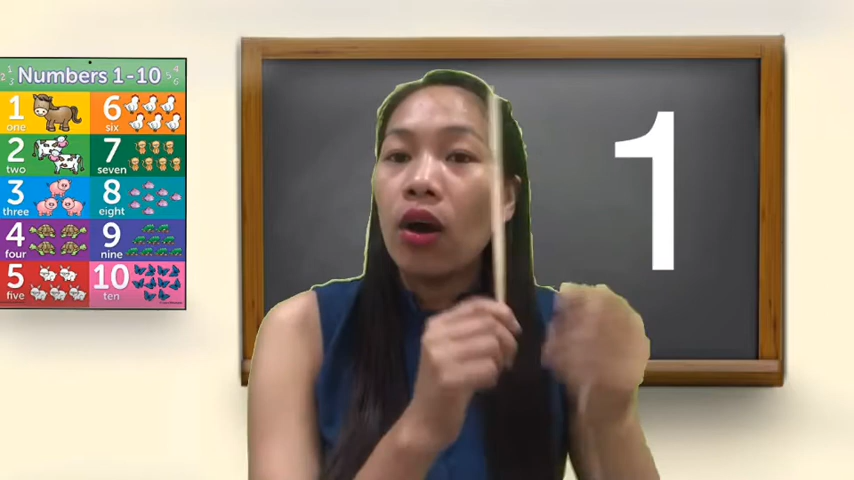 Numbers 1-10
1 one
6 six
2 two
7 seven
3 three
8 eight
4 four
9 nine
5 five
10 ten
1